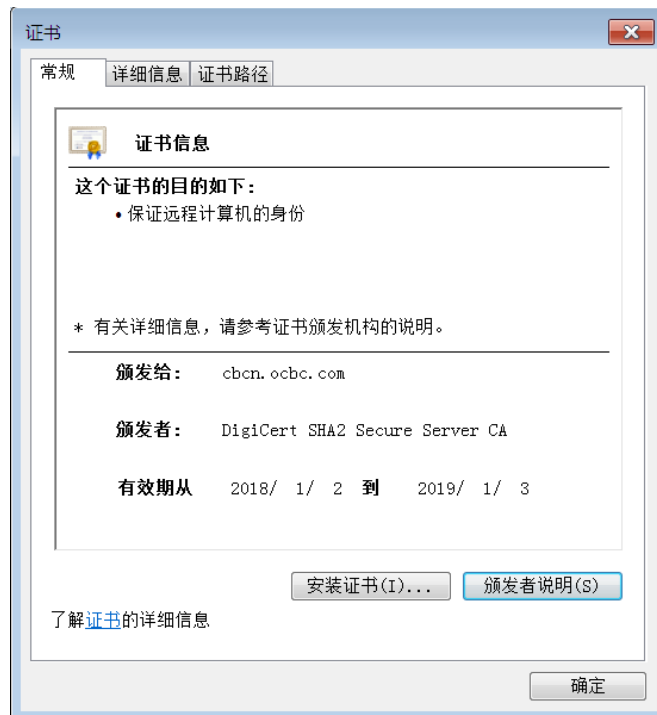 证书
常规 详细信息 证书路径
证书信息
这个证书的目的如下:
• 保证远程计算机的身份
* 有关详细信息，请参考证书颁发机构的说明。
颁发给: cbcn.ocbc.com
颁发者: DigiCert SHA2 Secure Server CA
有效期从 2018/ 1/ 2 到 2019/ 1/ 3
安装证书(I)... 颁发者说明(S)
了解证书的详细信息
确定